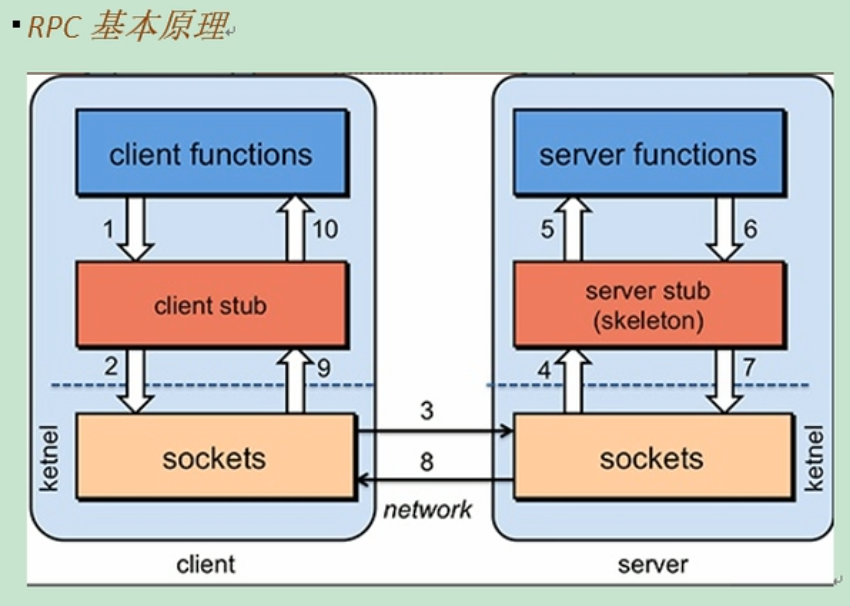 ▪ RPC 基本原理
client functions
server functions
1
10
5
6
client stub
server stub
(skeleton)
2
9
4
7
3
ketnel
sockets
8
sockets
ketnel
network
client
server